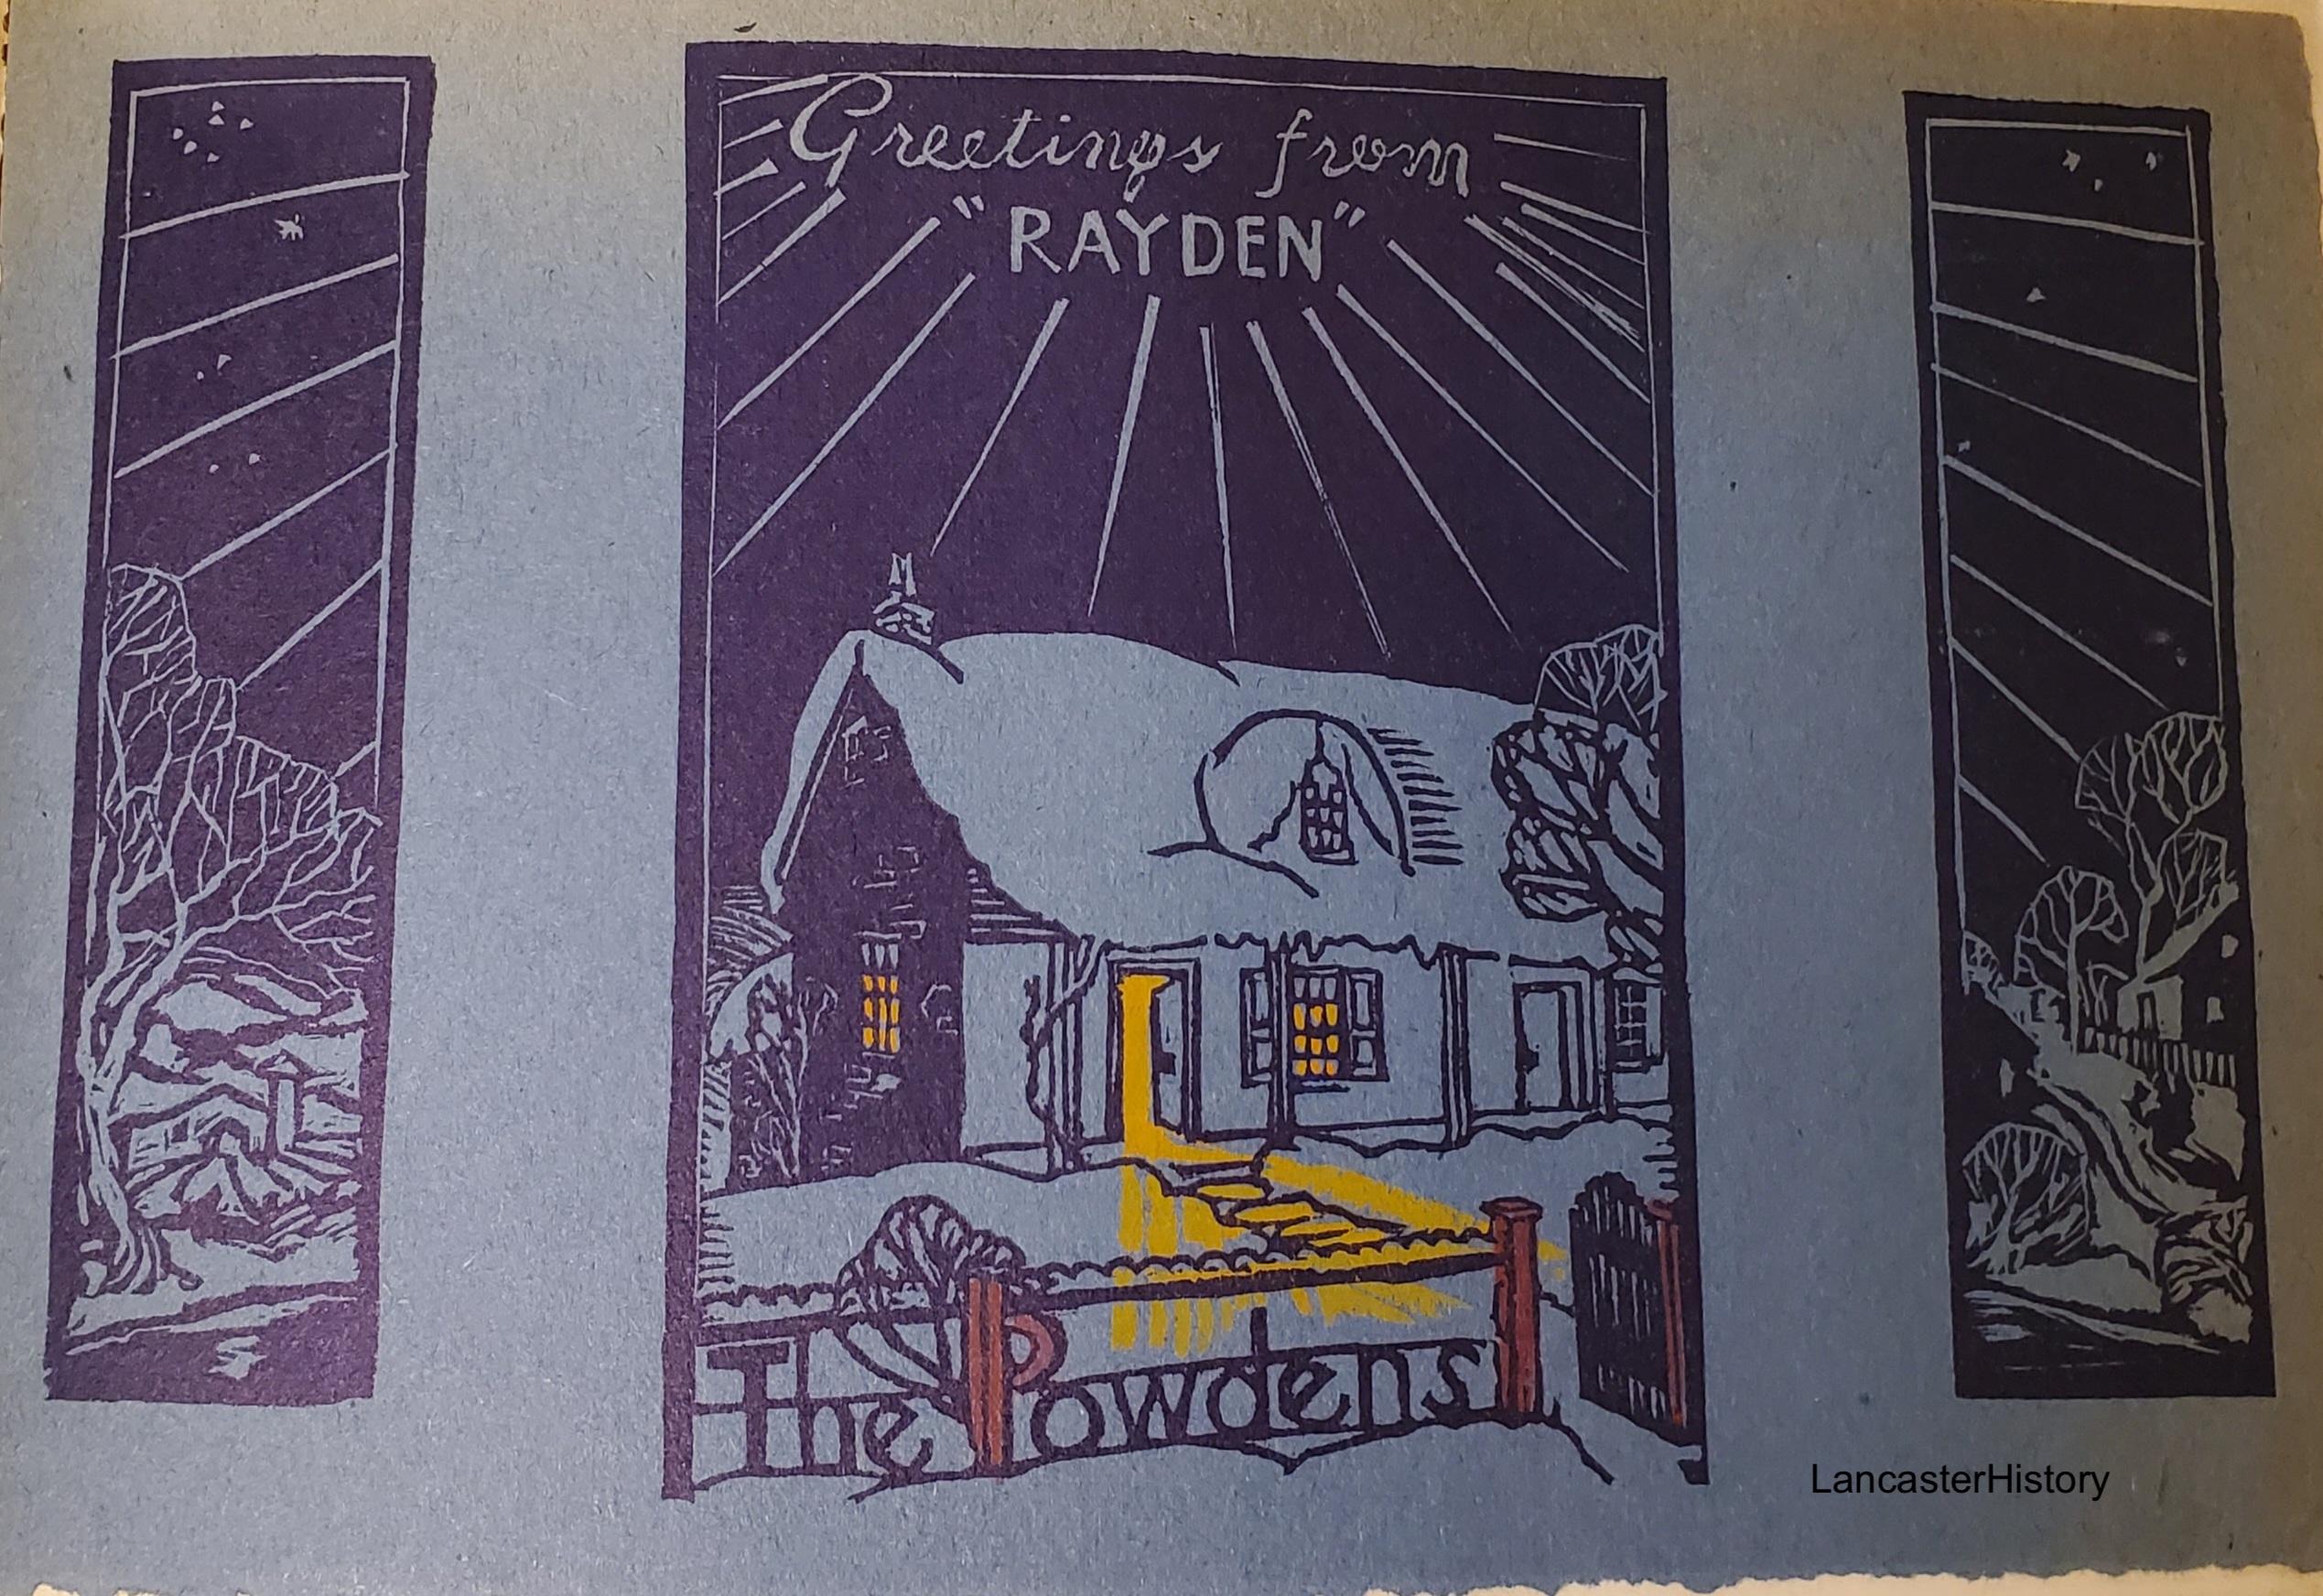 Greetings from
"RAYDEN"
The Powdens
LancasterHistory